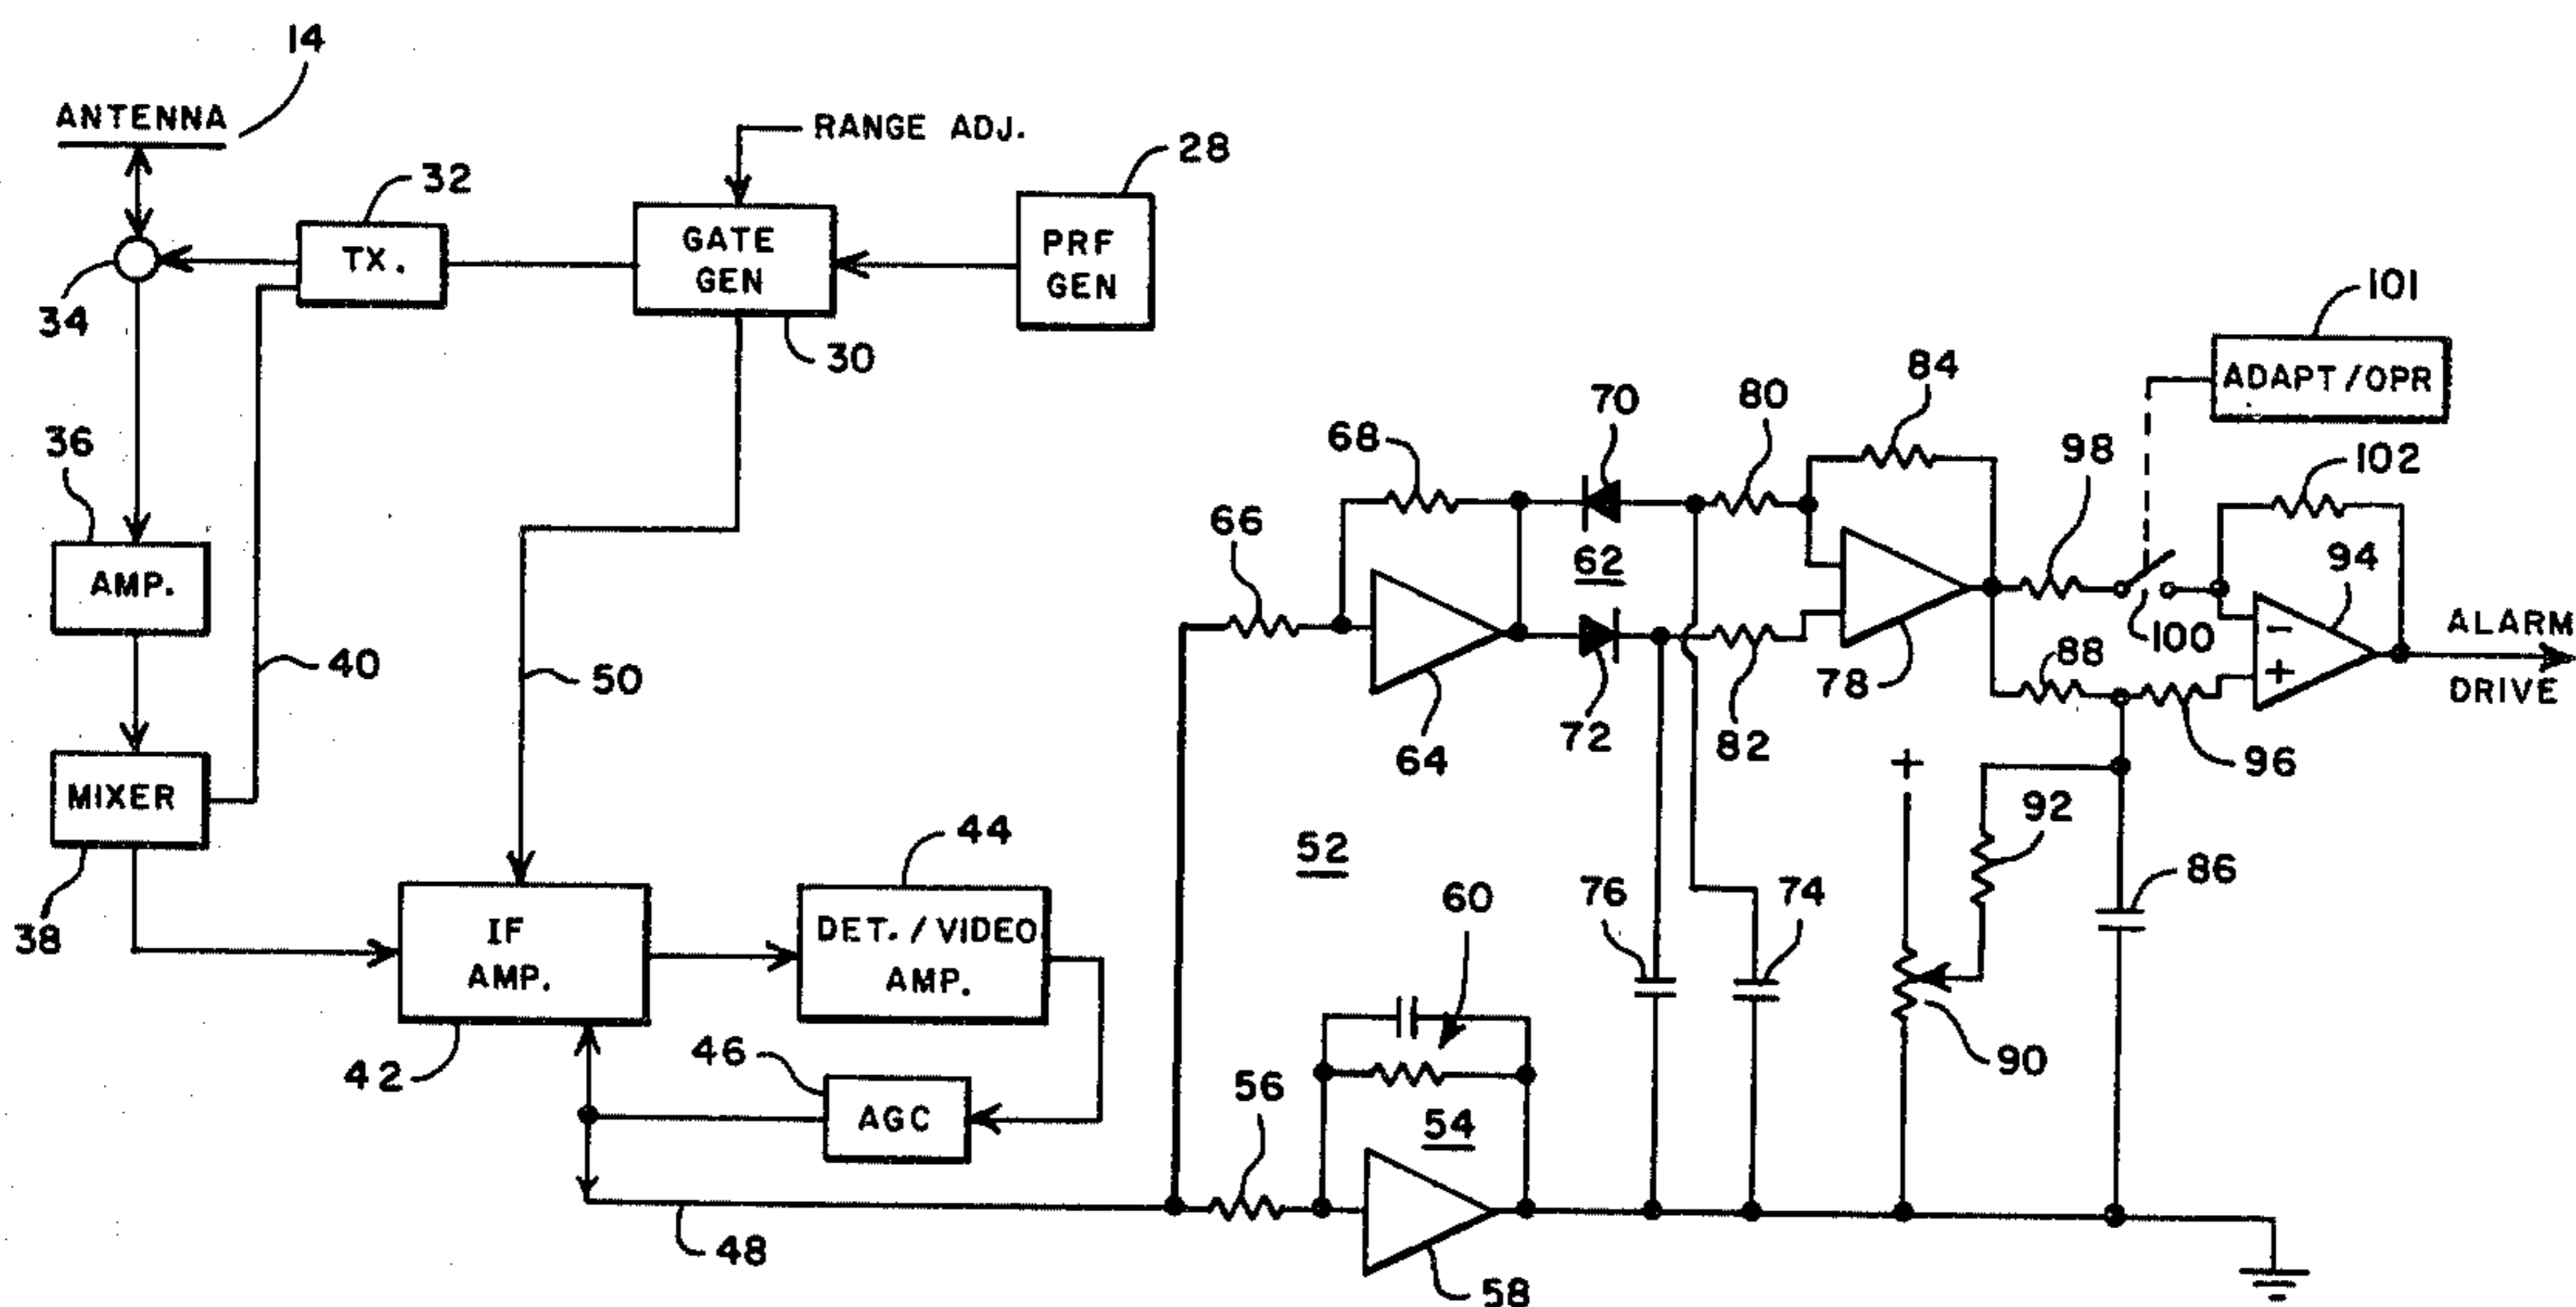 14
ANTENNA
RANGE ADJ.
28
32
TX.
GATE
GEN
PRF
GEN
34
30
101
ADAPT/OPR
36
AMP.
40
50
68
70
80
84
98
102
66
62
100
94
ALARM
DRIVE
64
72
82
78
88
96
+
-
+
MIXER
38
44
52
92
86
IF
AMP.
DET./VIDEO
AMP.
60
76
74
90
42
46
AGC
56
54
48
58